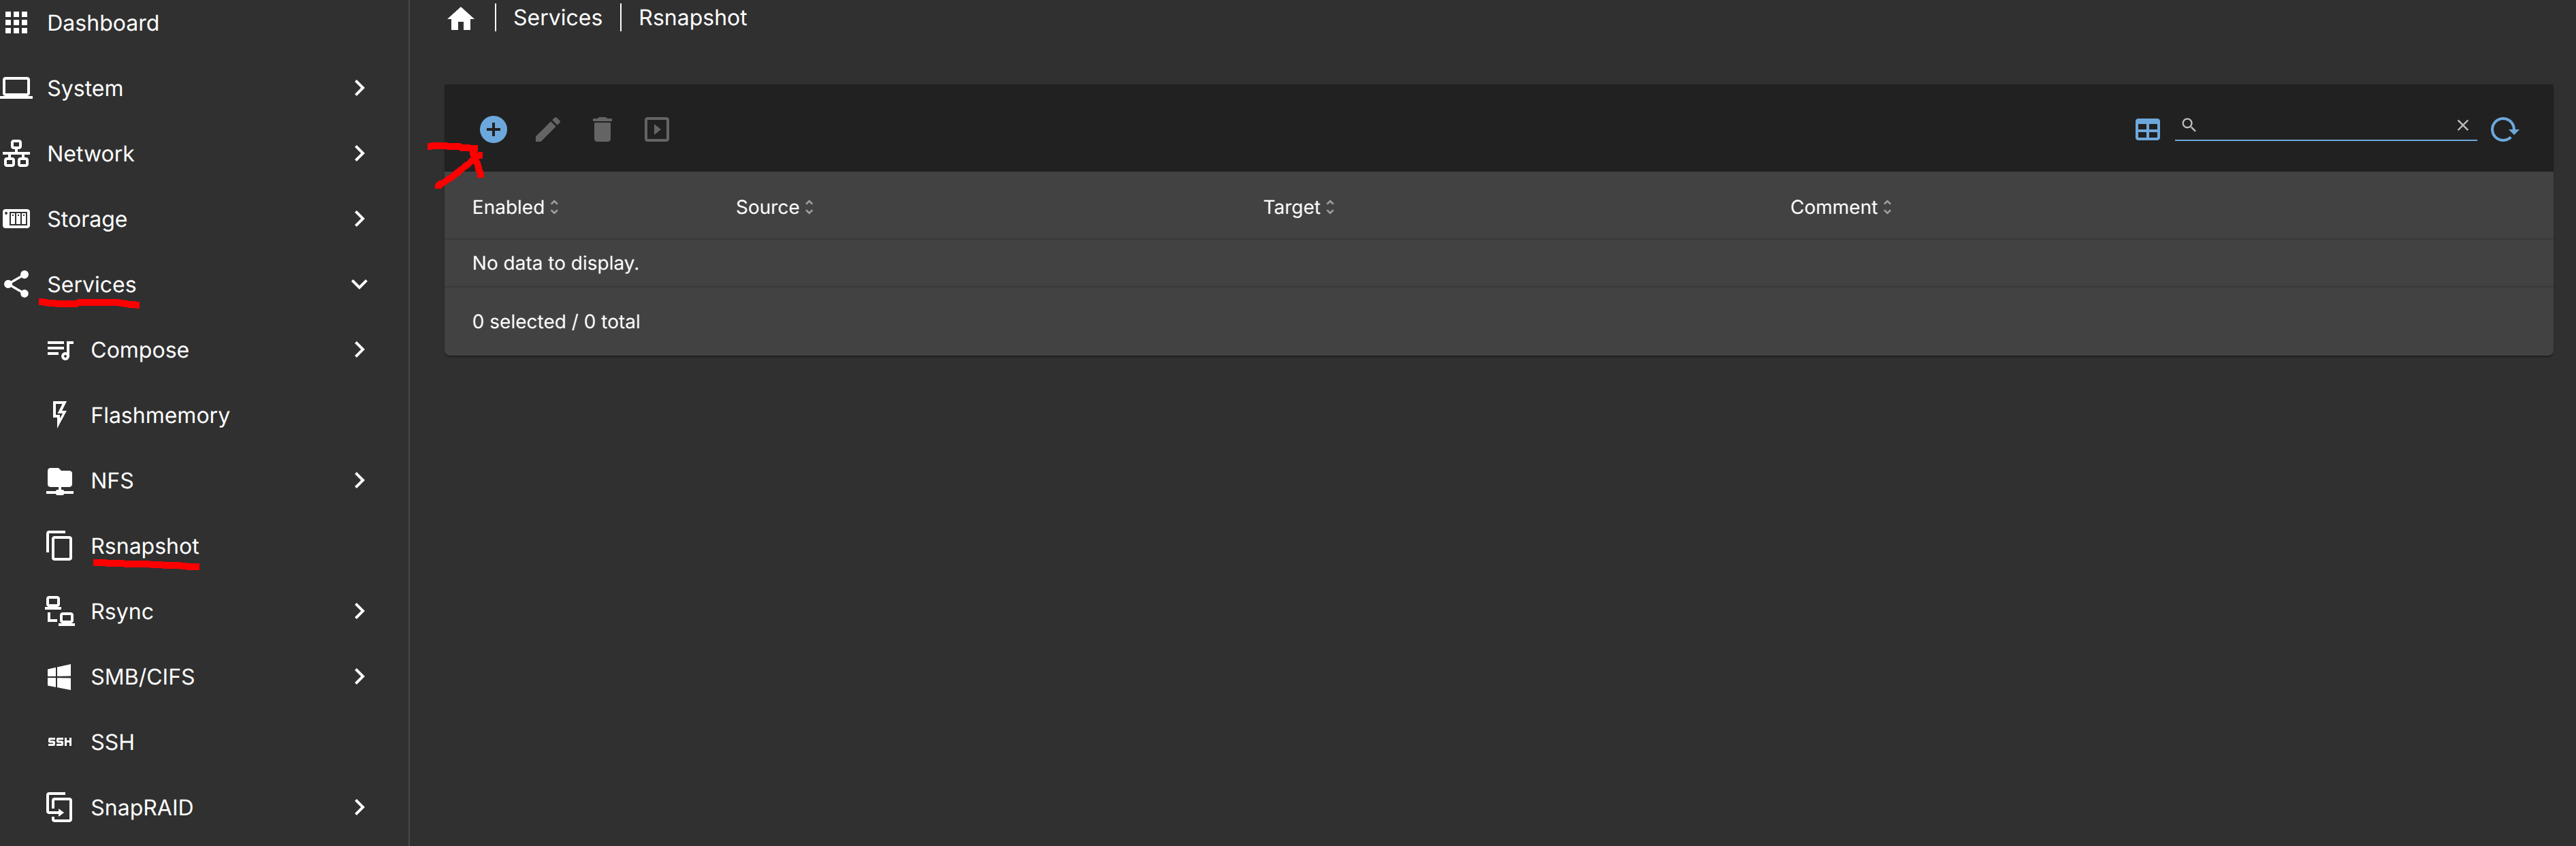 Dashboard
System
Network
Storage
Services
Compose
Flashmemory
NFS
Rsnapshot
Rsync
SMB/CIFS
SSH
SSH
SnapRAID
Services | Rsnapshot
Enabled Source Target Comment
No data to display.
0 selected / 0 total